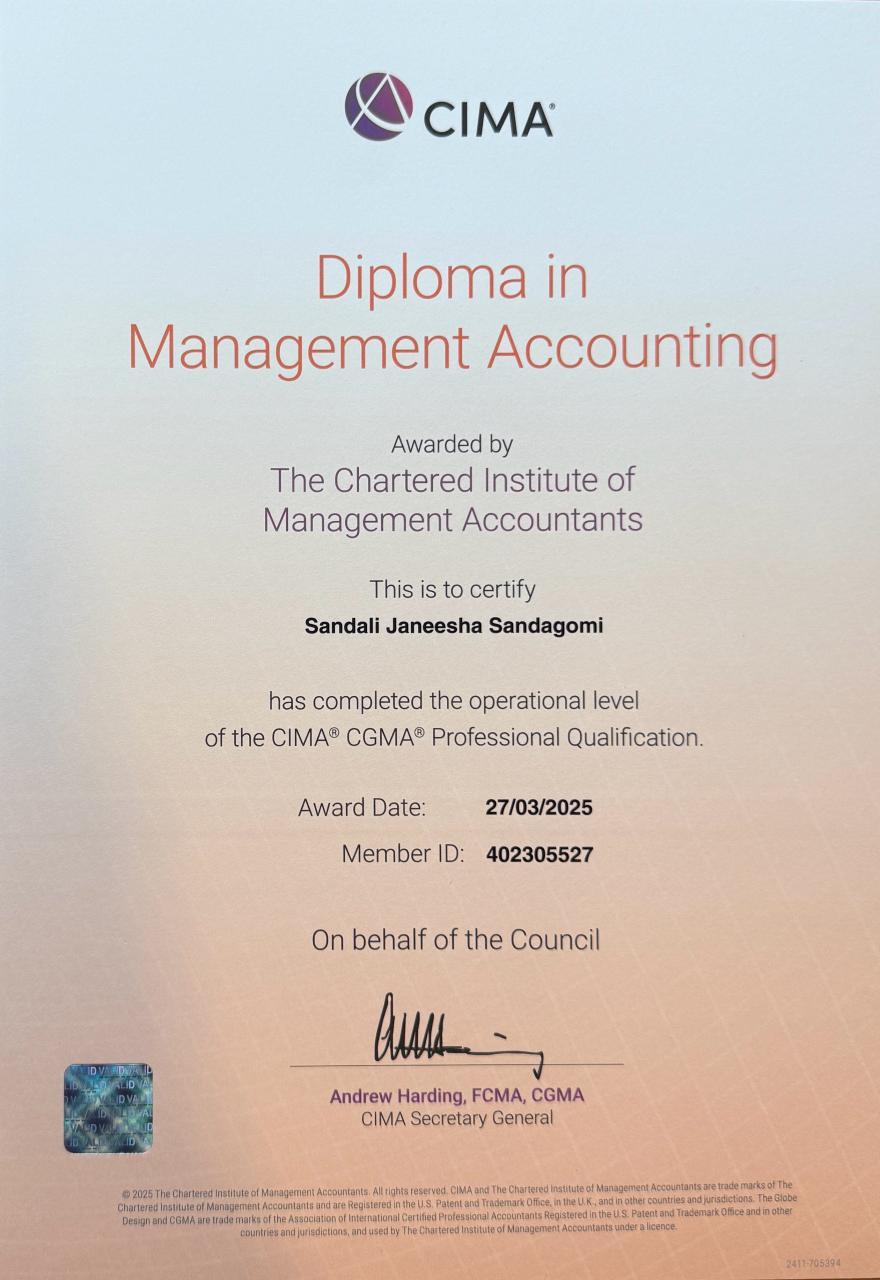 CIMA®
Diploma in
Management Accounting
Awarded by
The Chartered Institute of
Management Accountants
This is to certify
Sandali Janeesha Sandagomi
has completed the operational level
of the CIMA® CGMA® Professional Qualification.
Award Date: 27/03/2025
Member ID: 402305527
On behalf of the Council
Andrew Harding, FCMA, CGMA
CIMA Secretary General
VALID
© 2025 The Chartered Institute of Management Accountants. All rights reserved. CIMA and The Chartered Institute of Management Accountants are trade marks of The
Chartered Institute of Management Accountants and are Registered in the U.S. Patent and Trademark Office, in the U.K., and in other countries and jurisdictions. The Globe
Design and CGMA are trade marks of the Association of International Certified Professional Accountants Registered in the U.S. Patent and Trademark Office and in other
countries and jurisdictions, and used by The Chartered Institute of Management Accountants under a licence.
2411-705394